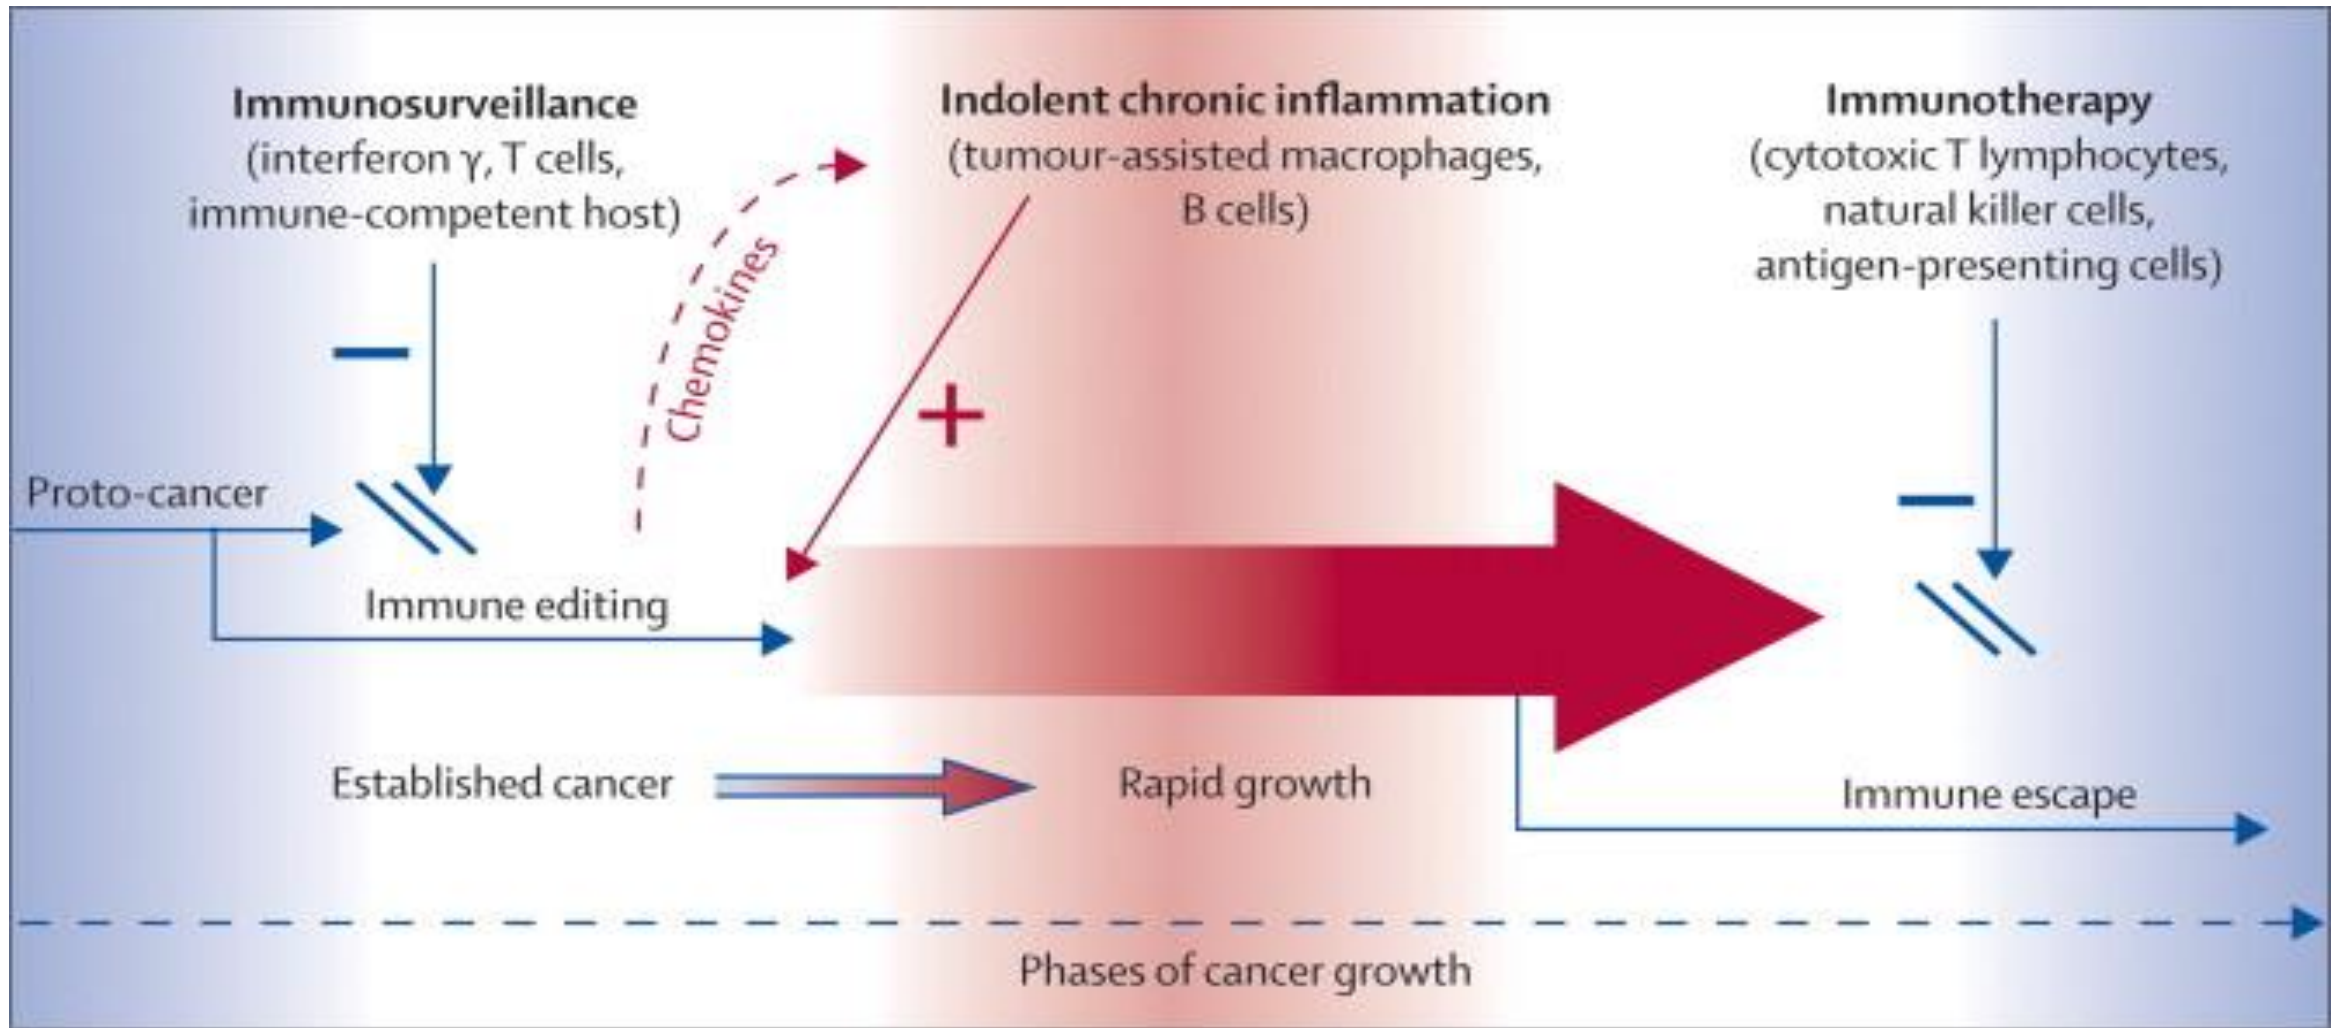 Immunosurveillance
(interferon γ, T cells,
immune-competent host)
Indolent chronic inflammation
(tumour-assisted macrophages,
B cells)
Immunotherapy
(cytotoxic T lymphocytes,
natural killer cells,
antigen-presenting cells)
Chemokines
−
+
−
Proto-cancer
Immune editing
Established cancer
Rapid growth
Immune escape
Phases of cancer growth